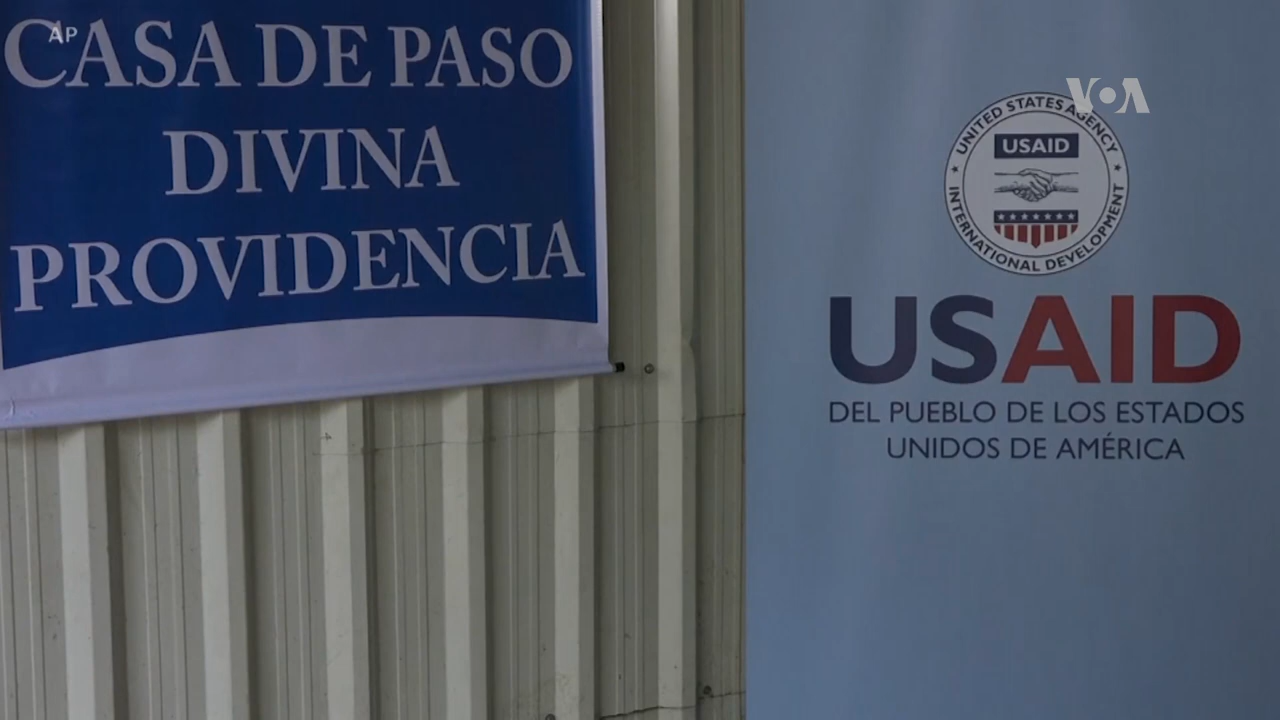 AP
CASA DE PASO
DIVINA
PROVIDENCIA
VOA
UNITED STATES AGENCY
USAID
INTERNATIONAL DEVELOPMENT
USAID
DEL PUEBLO DE LOS ESTADOS
UNIDOS DE AMÉRICA